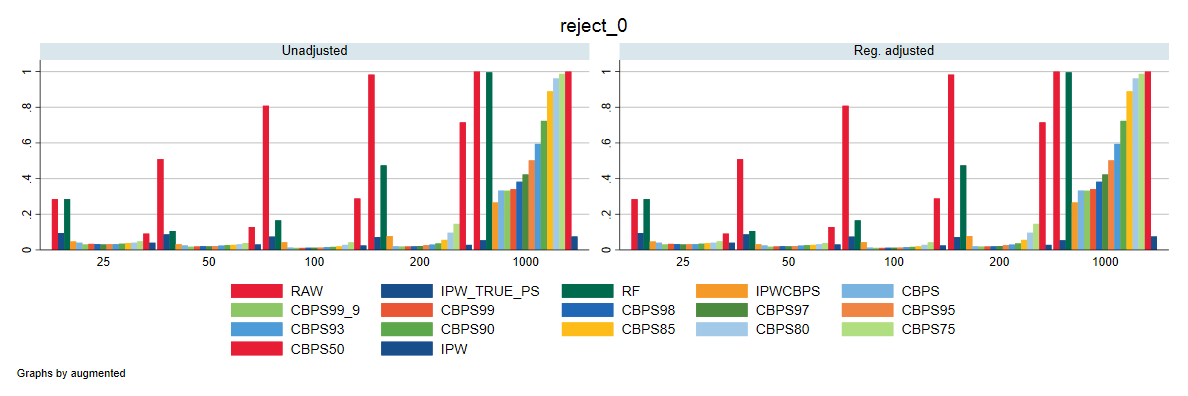 reject_0
Unadjusted
Reg. adjusted
0 .2 .4 .6 .8 1
0 .2 .4 .6 .8 1
25 50 100 200 1000
25 50 100 200 1000
RAW IPW_TRUE_PS RF IPWCBPS CBPS
CBPS99_9 CBPS99 CBPS98 CBPS97 CBPS95
CBPS93 CBPS90 CBPS85 CBPS80 CBPS75
CBPS50 IPW
Graphs by augmented